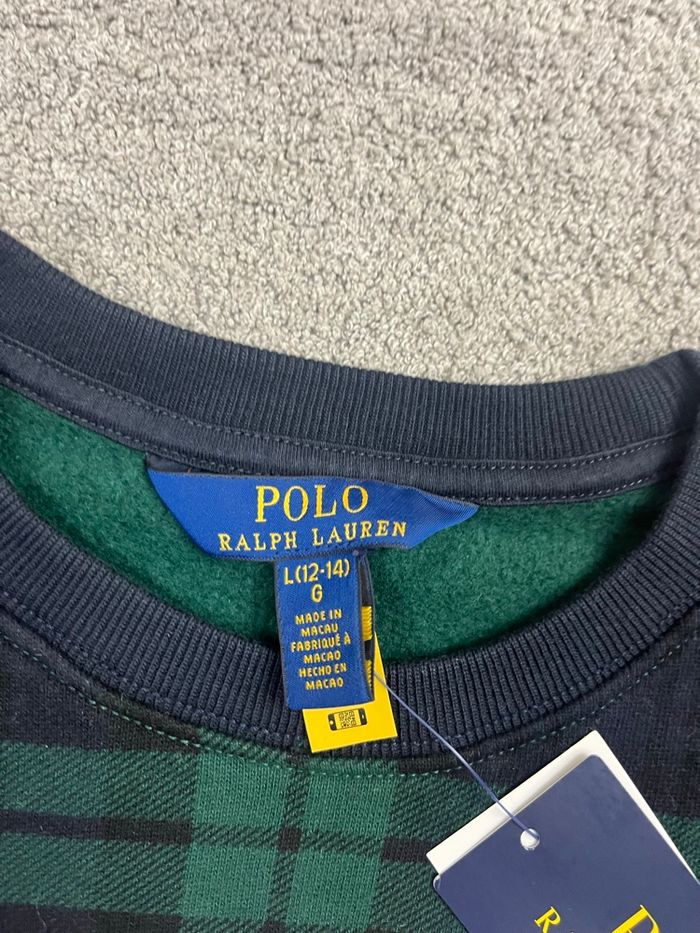 POLO
RALPH LAUREN
L(12-14)
G
MADE IN
MACAU
FABRIQUÉ À
MACAO
HECHO EN
MACAO
P
R